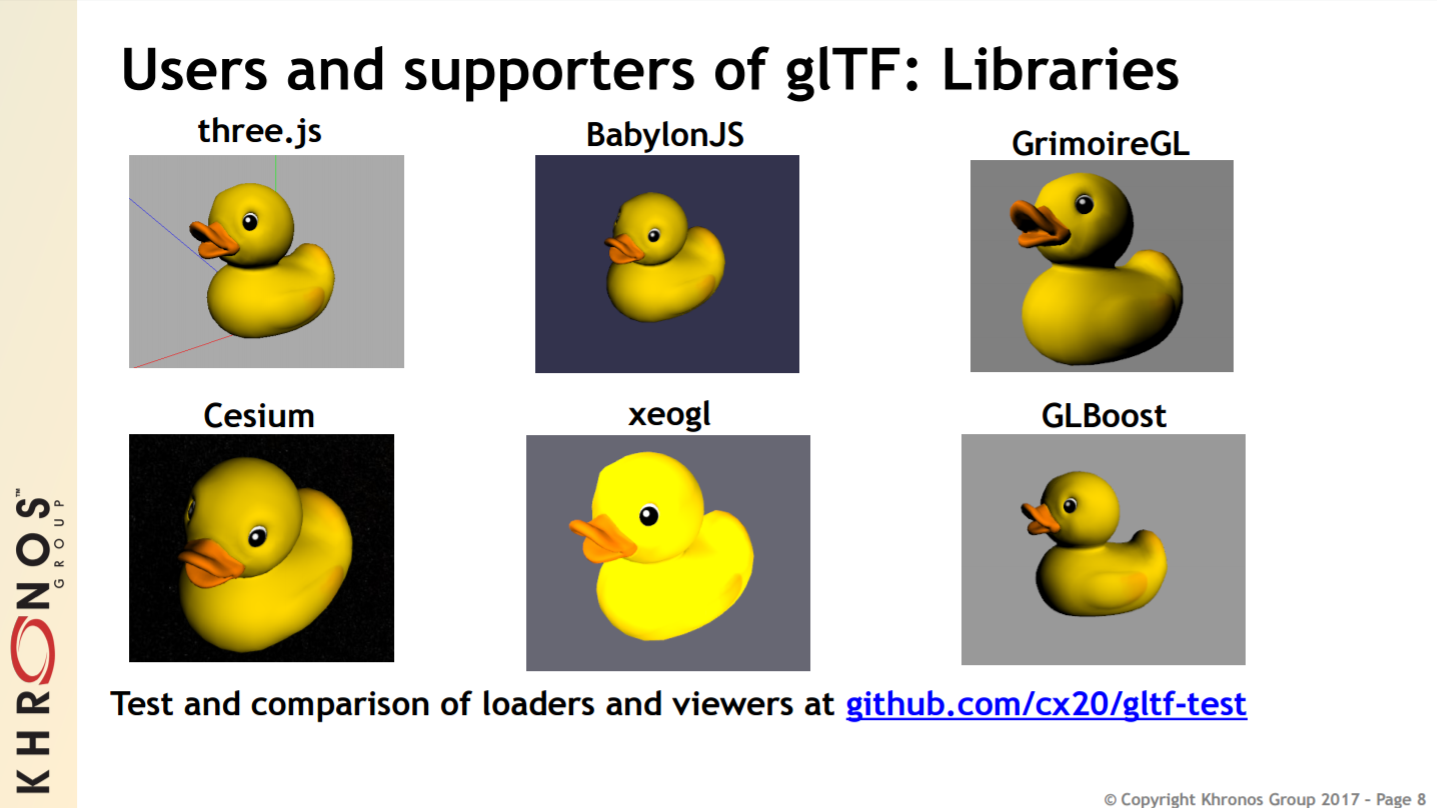 Users and supporters of glTF: Libraries
three.js
BabylonJS
GrimoireGL
Cesium
xeogl
GLBoost
Test and comparison of loaders and viewers at github.com/cx20/gltf-test
KHRONOS™
GROUP
© Copyright Khronos Group 2017 - Page 8